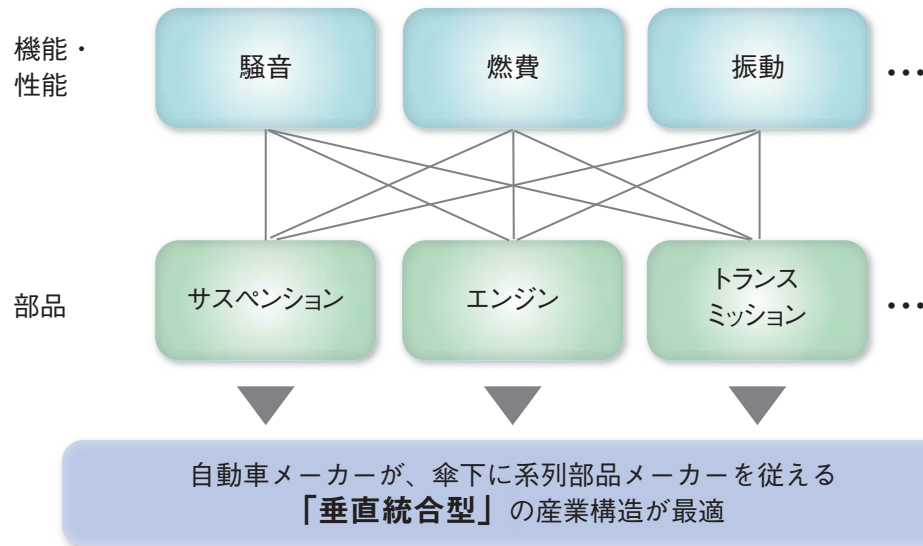 機能・
性能
騒音
燃費
振動
…
部品
サスペンション
エンジン
トランス
ミッション
…
自動車メーカーが、傘下に系列部品メーカーを従える
「垂直統合型」の産業構造が最適